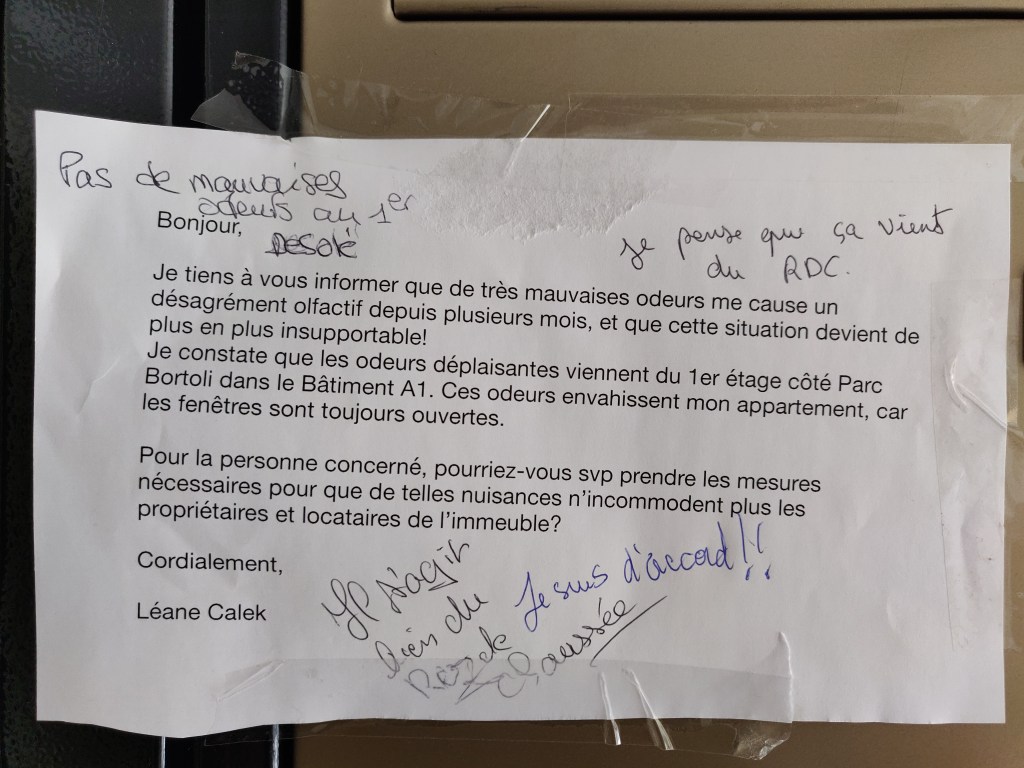 Pas de mauvaises
odeurs au 1er
Désolé
je pense que ça vient
du RDC.
Bonjour,
Je tiens à vous informer que de très mauvaises odeurs me cause un
désagrément olfactif depuis plusieurs mois, et que cette situation devient de
plus en plus insupportable!
Je constate que les odeurs déplaisantes viennent du 1er étage côté Parc
Bortoli dans le Bâtiment A1. Ces odeurs envahissent mon appartement, car
les fenêtres sont toujours ouvertes.
Pour la personne concerné, pourriez-vous svp prendre les mesures
nécessaires pour que de telles nuisances n'incommodent plus les
propriétaires et locataires de l'immeuble?
Cordialement,
Léane Calek
s'agit
bien du
Rez de
Chaussée
Je suis d'accord!!